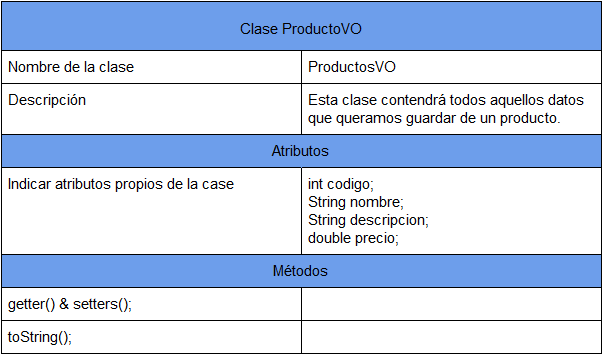 Clase ProductoVO
Nombre de la clase
ProductosVO
Descripción
Esta clase contendrá todos aquellos datos
que queramos guardar de un producto.
Atributos
Indicar atributos propios de la case
int codigo;
String nombre;
String descripcion;
double precio;
Métodos
getter() & setters();
toString();